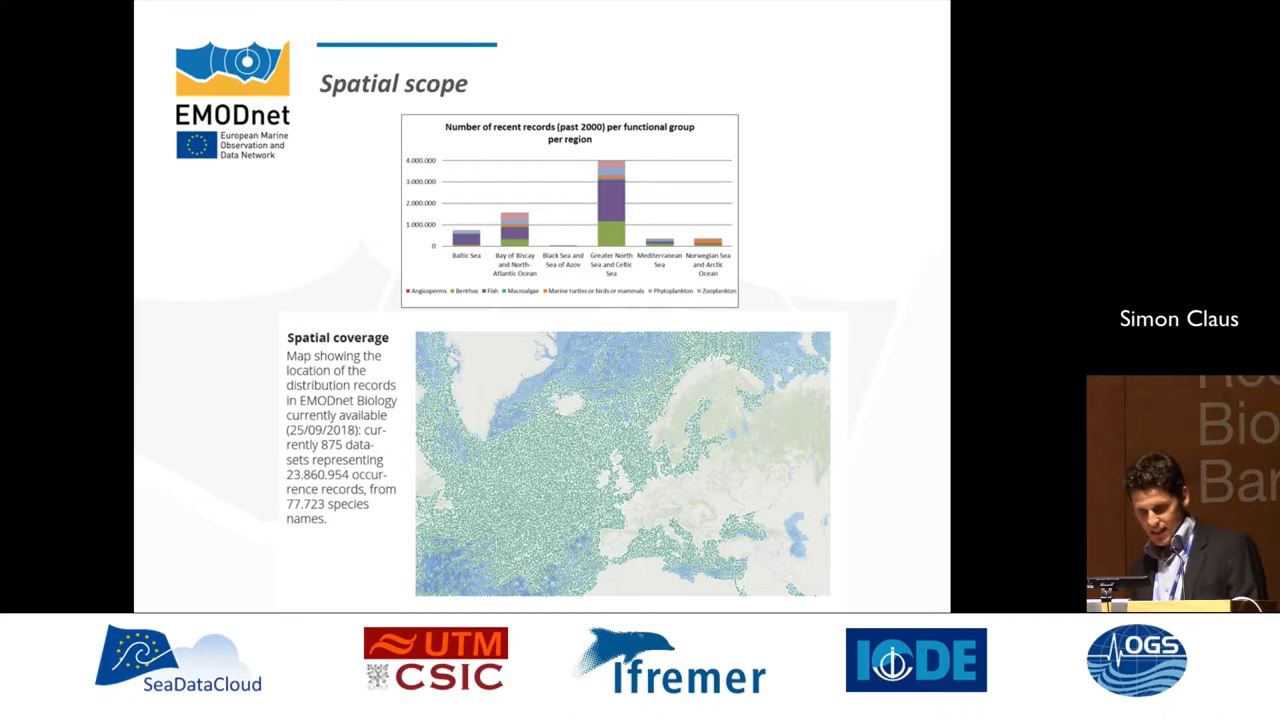 EMODnet
European Marine
Observation and
Data Network
Spatial scope
Number of recent records (past 2000) per functional group
per region
4.000.000
3.000.000
2.000.000
1.000.000
0
Baltic Sea
Bay of Biscay
and North-
Atlantic Ocean
Black Sea and
Sea of Azov
Greater North
Sea and Celtic
Sea
Mediterranean
Sea
Norwegian Sea
and Arctic
Ocean
Angiosperms Benthos Fish Macroalgae Marine turtles or birds or mammals Phytoplankton Zooplankton
Spatial coverage
Map showing the
location of the
distribution records
in EMODnet Biology
currently available
(25/09/2018): cur-
rently 875 data-
sets representing
23.860.954 occur-
rence records, from
77.723 species
names.
Simon Claus
Bio
Bar
SeaDataCloud
UTM
CSIC
Ifremer
IODE
OGS